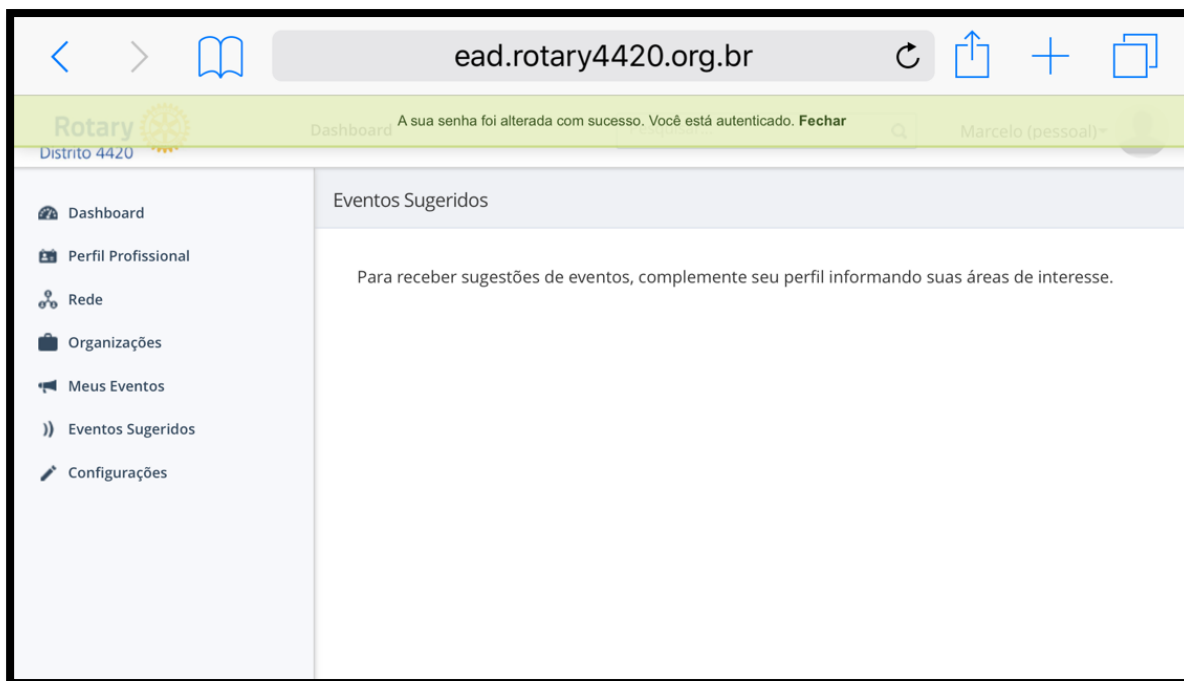 ead.rotary4420.org.br
A sua senha foi alterada com sucesso. Você está autenticado. Fechar
Rotary
Distrito 4420
Dashboard
Pesquisar...
Marcelo (pessoal)
Dashboard
Perfil Profissional
Rede
Organizações
Meus Eventos
Eventos Sugeridos
Configurações
Eventos Sugeridos
Para receber sugestões de eventos, complemente seu perfil informando suas áreas de interesse.